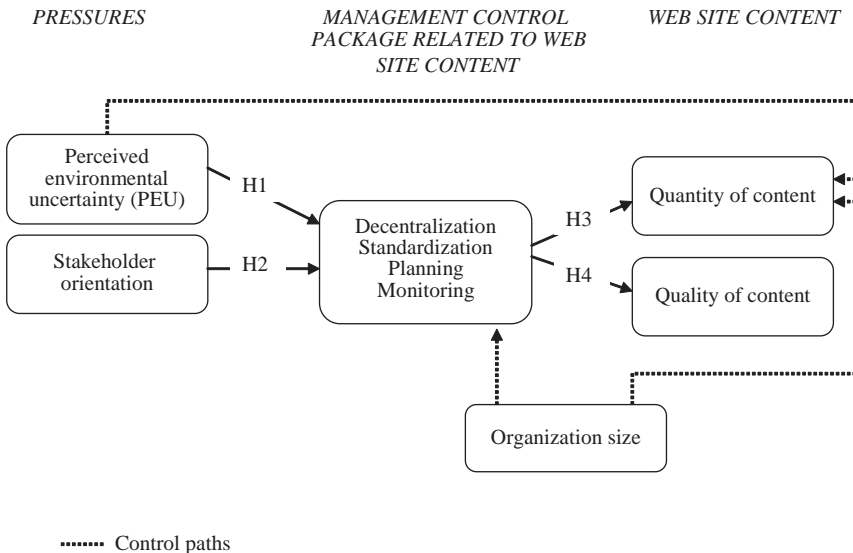 PRESSURES
MANAGEMENT CONTROL
PACKAGE RELATED TO WEB
SITE CONTENT
WEB SITE CONTENT
Perceived
environmental
uncertainty (PEU)
H1
Stakeholder
orientation
H2
Decentralization
Standardization
Planning
Monitoring
H3
H4
Quantity of content
Quality of content
Organization size
Control paths